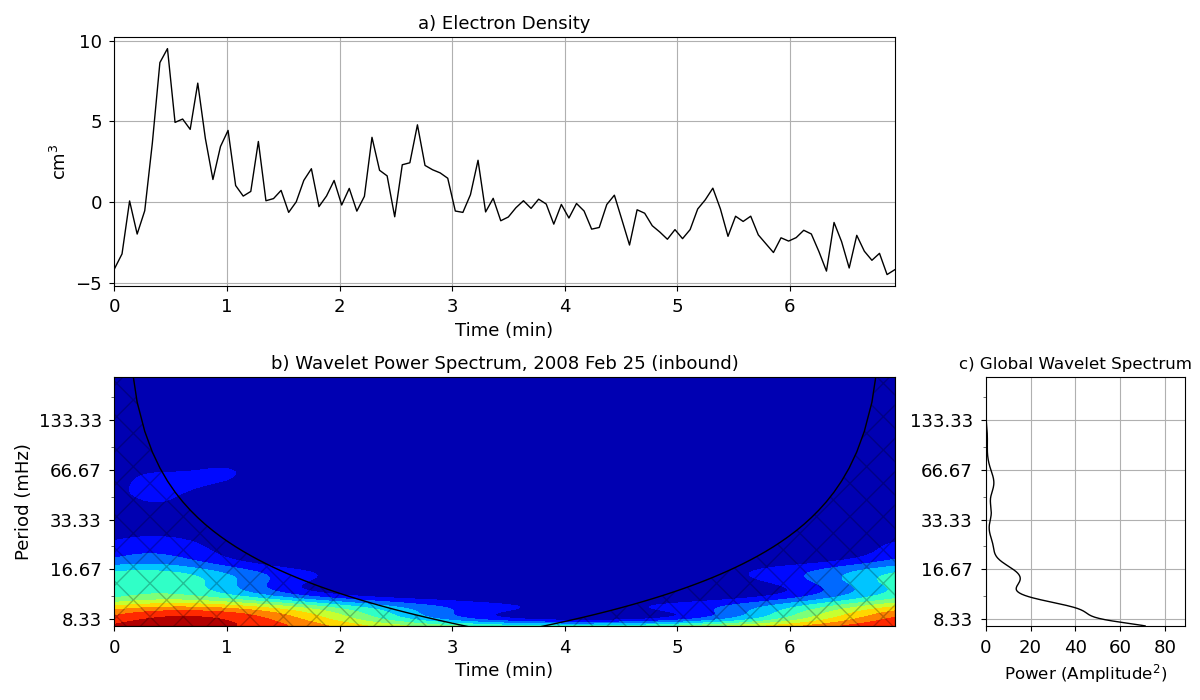 a) Electron Density
10
5
0
−5
cm³
0 1 2 3 4 5 6
Time (min)
b) Wavelet Power Spectrum, 2008 Feb 25 (inbound)
133.33
66.67
33.33
16.67
8.33
Period (mHz)
0 1 2 3 4 5 6
Time (min)
c) Global Wavelet Spectrum
133.33
66.67
33.33
16.67
8.33
0 20 40 60 80
Power (Amplitude²)